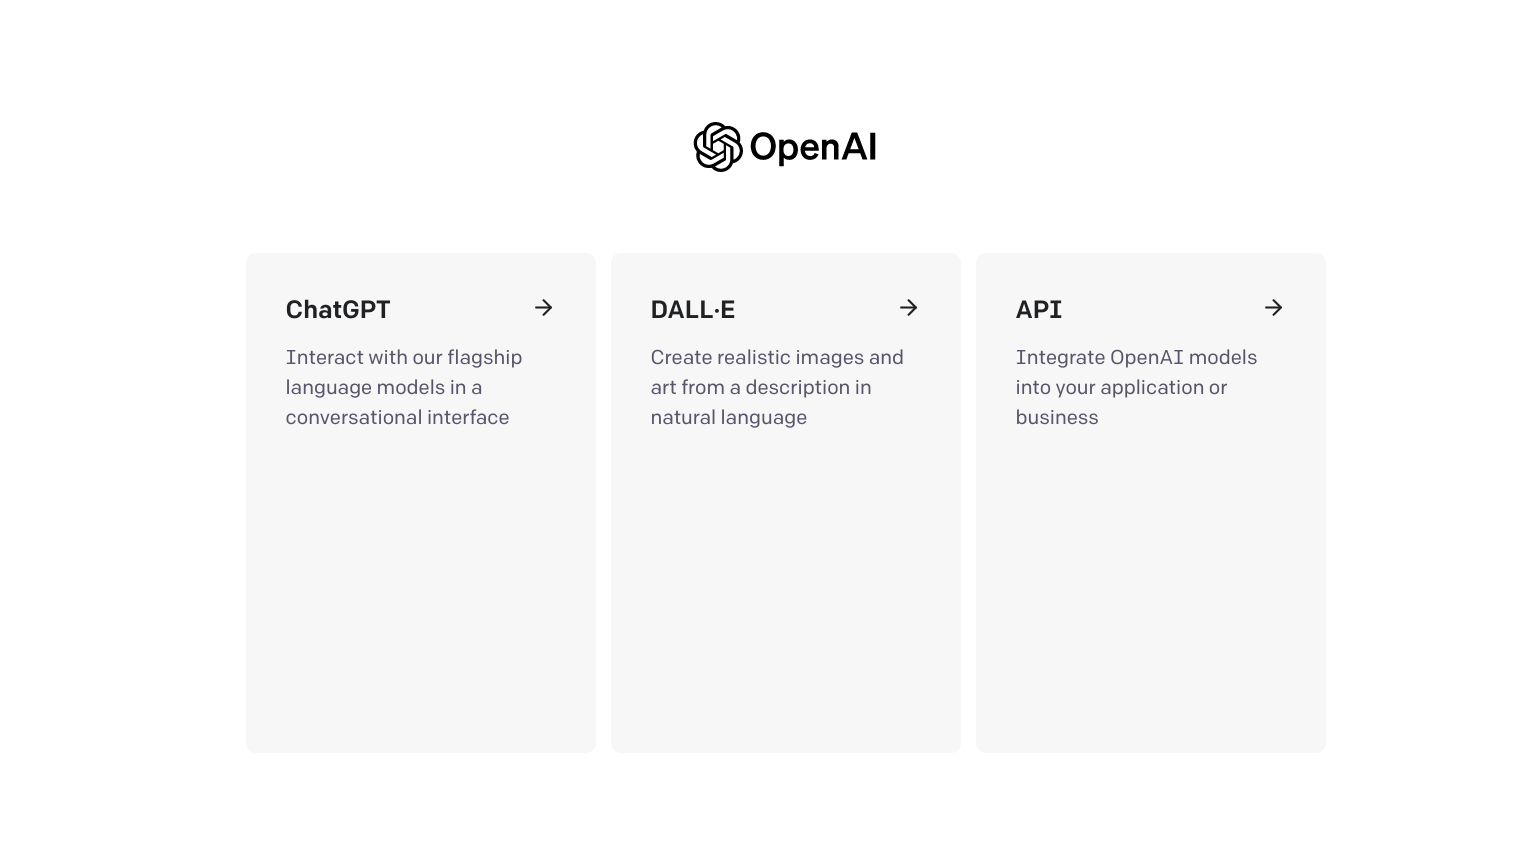 OpenAI
ChatGPT
Interact with our flagship
language models in a
conversational interface
DALL·E
Create realistic images and
art from a description in
natural language
API
Integrate OpenAI models
into your application or
business